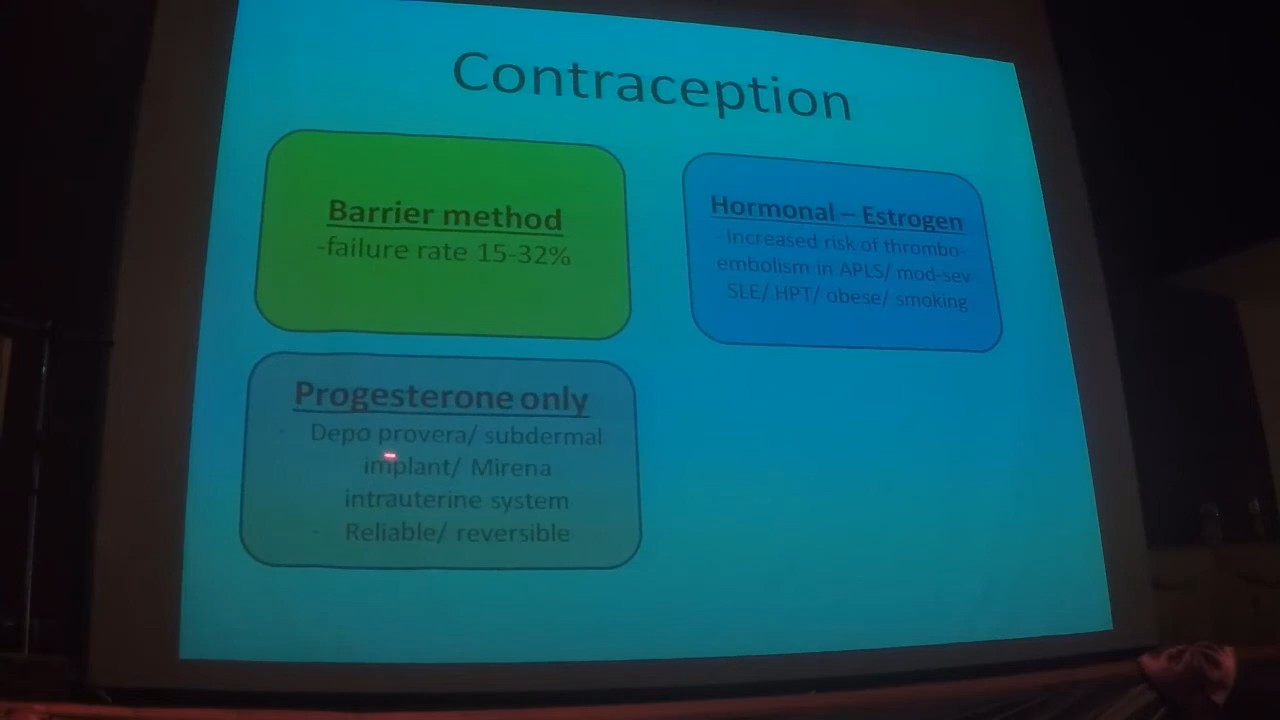 Contraception
Barrier method
-failure rate 15-32%
Hormonal – Estrogen
-Increased risk of thrombo-
embolism in APLS/ mod-sev
SLE/ HPT/ obese/ smoking
Progesterone only
- Depo provera/ subdermal
implant/ Mirena
intrauterine system
- Reliable/ reversible